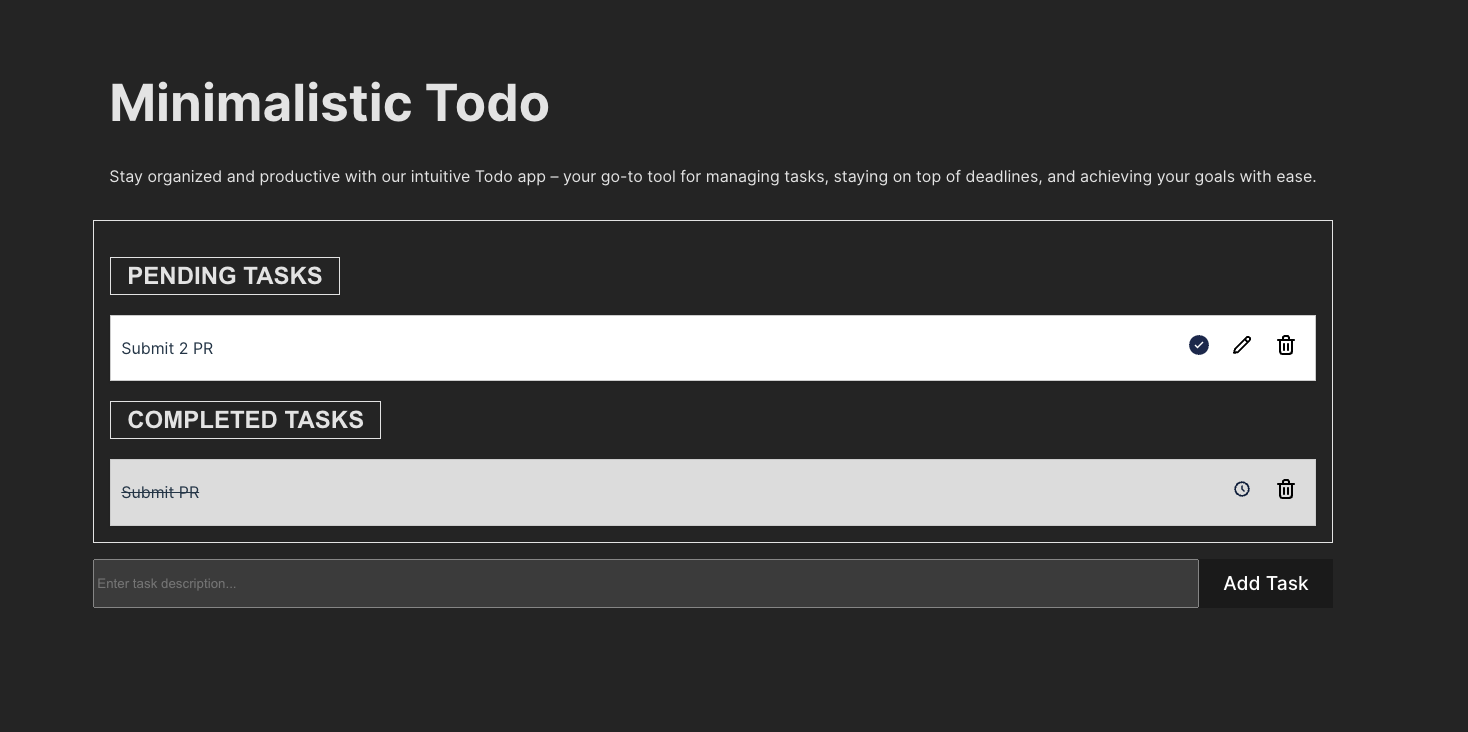 Minimalistic Todo
Stay organized and productive with our intuitive Todo app – your go-to tool for managing tasks, staying on top of deadlines, and achieving your goals with ease.
PENDING TASKS
Submit 2 PR
COMPLETED TASKS
Submit PR
Enter task description...
Add Task